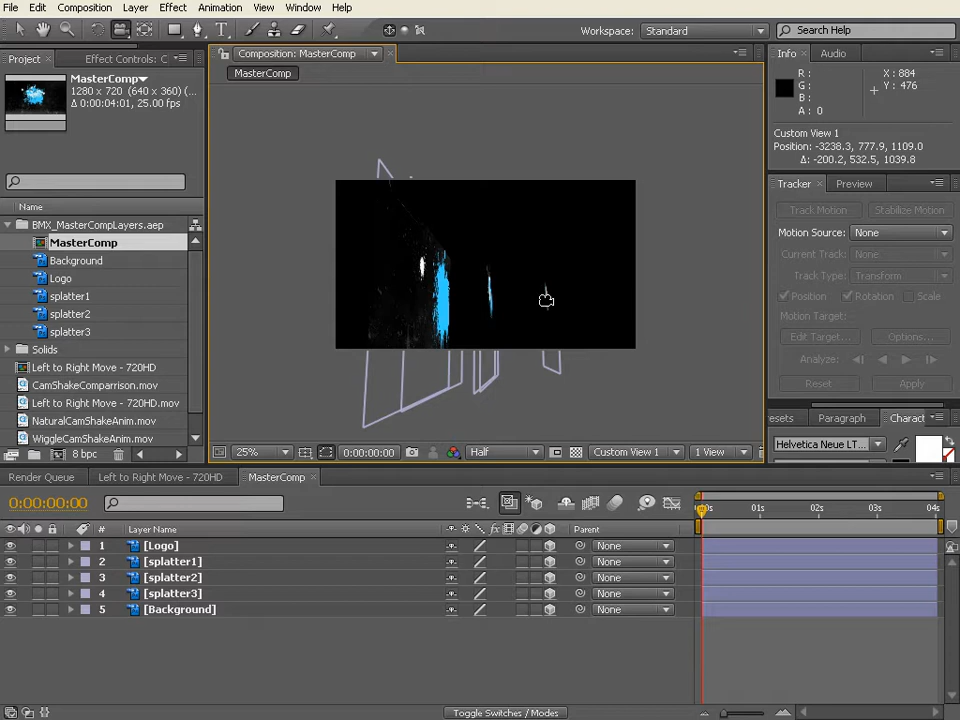 File Edit Composition Layer Effect Animation View Window Help
Workspace: Standard Search Help
Project Effect Controls: C
Composition: MasterComp
Info Audio
MasterComp
MasterComp
1280 x 720 (640 x 360) (...
Δ 0:00:04:01, 25.00 fps
R :
G :
B :
A : 0
X : 884
Y : 476
Custom View 1
Position: -3238.3, 777.9, 1109.0
Δ: -200.2, 532.5, 1039.8
Tracker Preview
Track Motion Stabilize Motion
Motion Source: None
Current Track: None
Track Type: Transform
Position Rotation Scale
Motion Target:
Edit Target... Options...
Analyze:
Reset Apply
Name
BMX_MasterCompLayers.aep
MasterComp
Background
Logo
splatter1
splatter2
splatter3
Solids
Left to Right Move - 720HD
CamShakeComparrison.mov
Left to Right Move - 720HD.mov
NaturalCamShakeAnim.mov
WiggleCamShakeAnim.mov
8 bpc
25% 0:00:00:00 Half Custom View 1 1 View
esets Paragraph Charact
Helvetica Neue LT...
Render Queue Left to Right Move - 720HD MasterComp
0:00:00:00
00s 01s 02s 03s 04s
# Layer Name Parent
1 [Logo] None
2 [splatter1] None
3 [splatter2] None
4 [splatter3] None
5 [Background] None
Toggle Switches / Modes